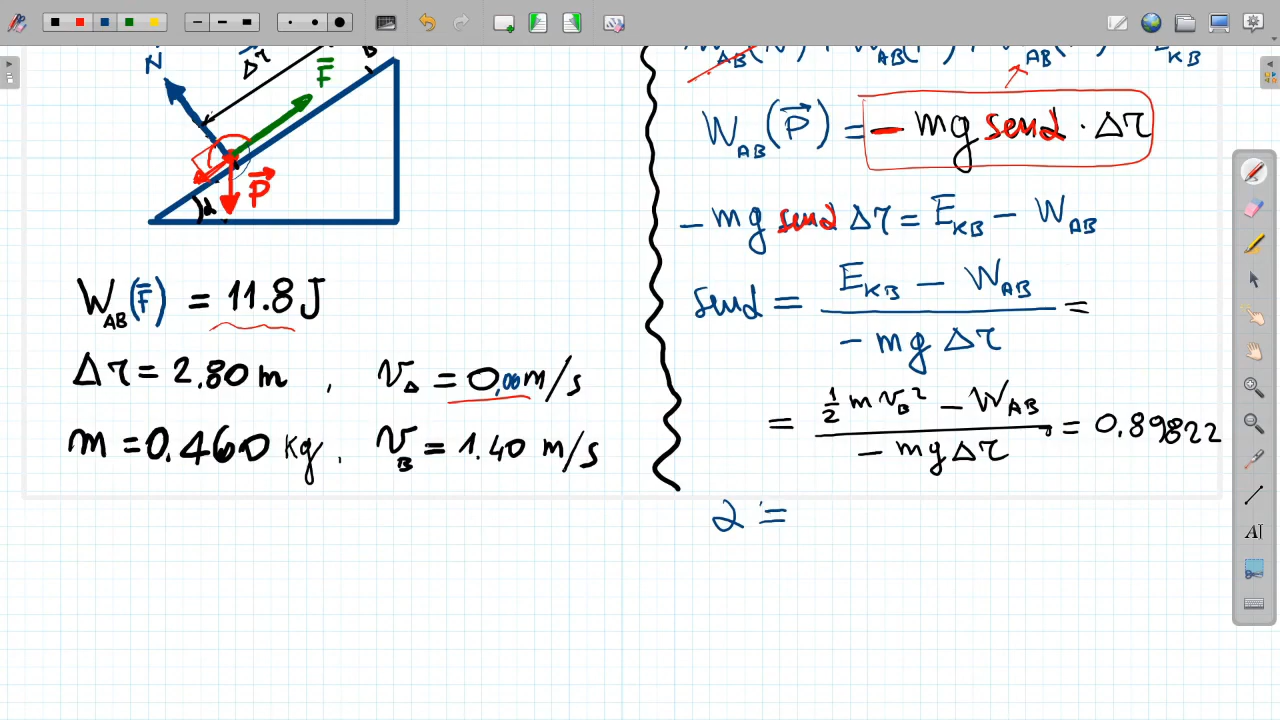 N Δr⃗ F⃗ B
P⃗
α
W_AB(F⃗) = 11.8 J
Δr = 2.80 m , v_A = 0,00 m/s
m = 0.460 kg , v_B = 1.40 m/s
W_AB(P⃗) = - mg senα · Δr
- mg senα Δr = E_KB - W_AB
senα = (E_KB - W_AB) / (- mg Δr) =
= (1/2 m v_B² - W_AB) / (- mg Δr) = 0.89822
α =